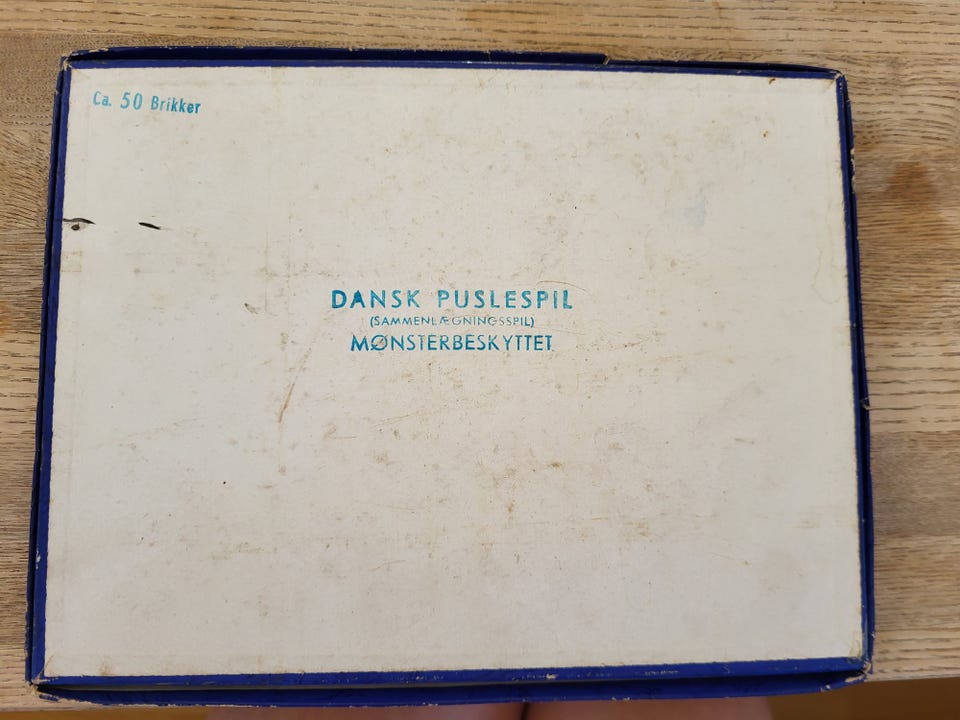 Ca. 50 Brikker
DANSK PUSLESPIL
(SAMMENLÆGNINGSSPIL)
MØNSTERBESKYTTET